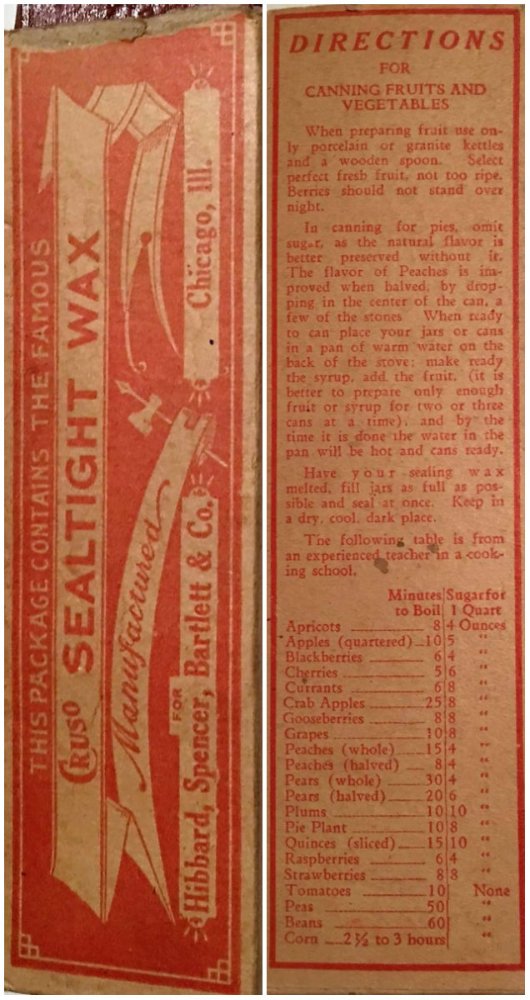 THIS PACKAGE CONTAINS THE FAMOUS
CRUSO SEALTIGHT WAX
Manufactured
FOR
Hibbard, Spencer, Bartlett & Co. Chicago, Ill.
DIRECTIONS
FOR
CANNING FRUITS AND
VEGETABLES
When preparing fruit use on-
ly porcelain or granite kettles
and a wooden spoon. Select
perfect fresh fruit, not too ripe.
Berries should not stand over
night.
In canning for pies, omit
sugar, as the natural flavor is
better preserved without it.
The flavor of Peaches is im-
proved when halved, by drop-
ping in the center of the can, a
few of the stones When ready
to can place your jars or cans
in a pan of warm water on the
back of the stove; make ready
the syrup, add the fruit, (it is
better to prepare only enough
fruit or syrup for two or three
cans at a time), and by the
time it is done the water in the
pan will be hot and cans ready.
Have your sealing wax
melted, fill jars as full as pos-
sible and seal at once. Keep in
a dry, cool, dark place.
The following table is from
an experienced teacher in a cook-
ing school.
Minutes Sugar for
to Boil 1 Quart
Apricots 8 4 Ounces
Apples (quartered) 10 5 "
Blackberries 6 4 "
Cherries 5 6 "
Currants 6 8 "
Crab Apples 25 8 "
Gooseberries 8 8 "
Grapes 10 8 "
Peaches (whole) 15 4 "
Peaches (halved) 8 4 "
Pears (whole) 30 4 "
Pears (halved) 20 6 "
Plums 10 10 "
Pie Plant 10 8 "
Quinces (sliced) 15 10 "
Raspberries 6 4 "
Strawberries 8 8 "
Tomatoes 10 None
Peas 50 "
Beans 60 "
Corn 2 ½ to 3 hours "